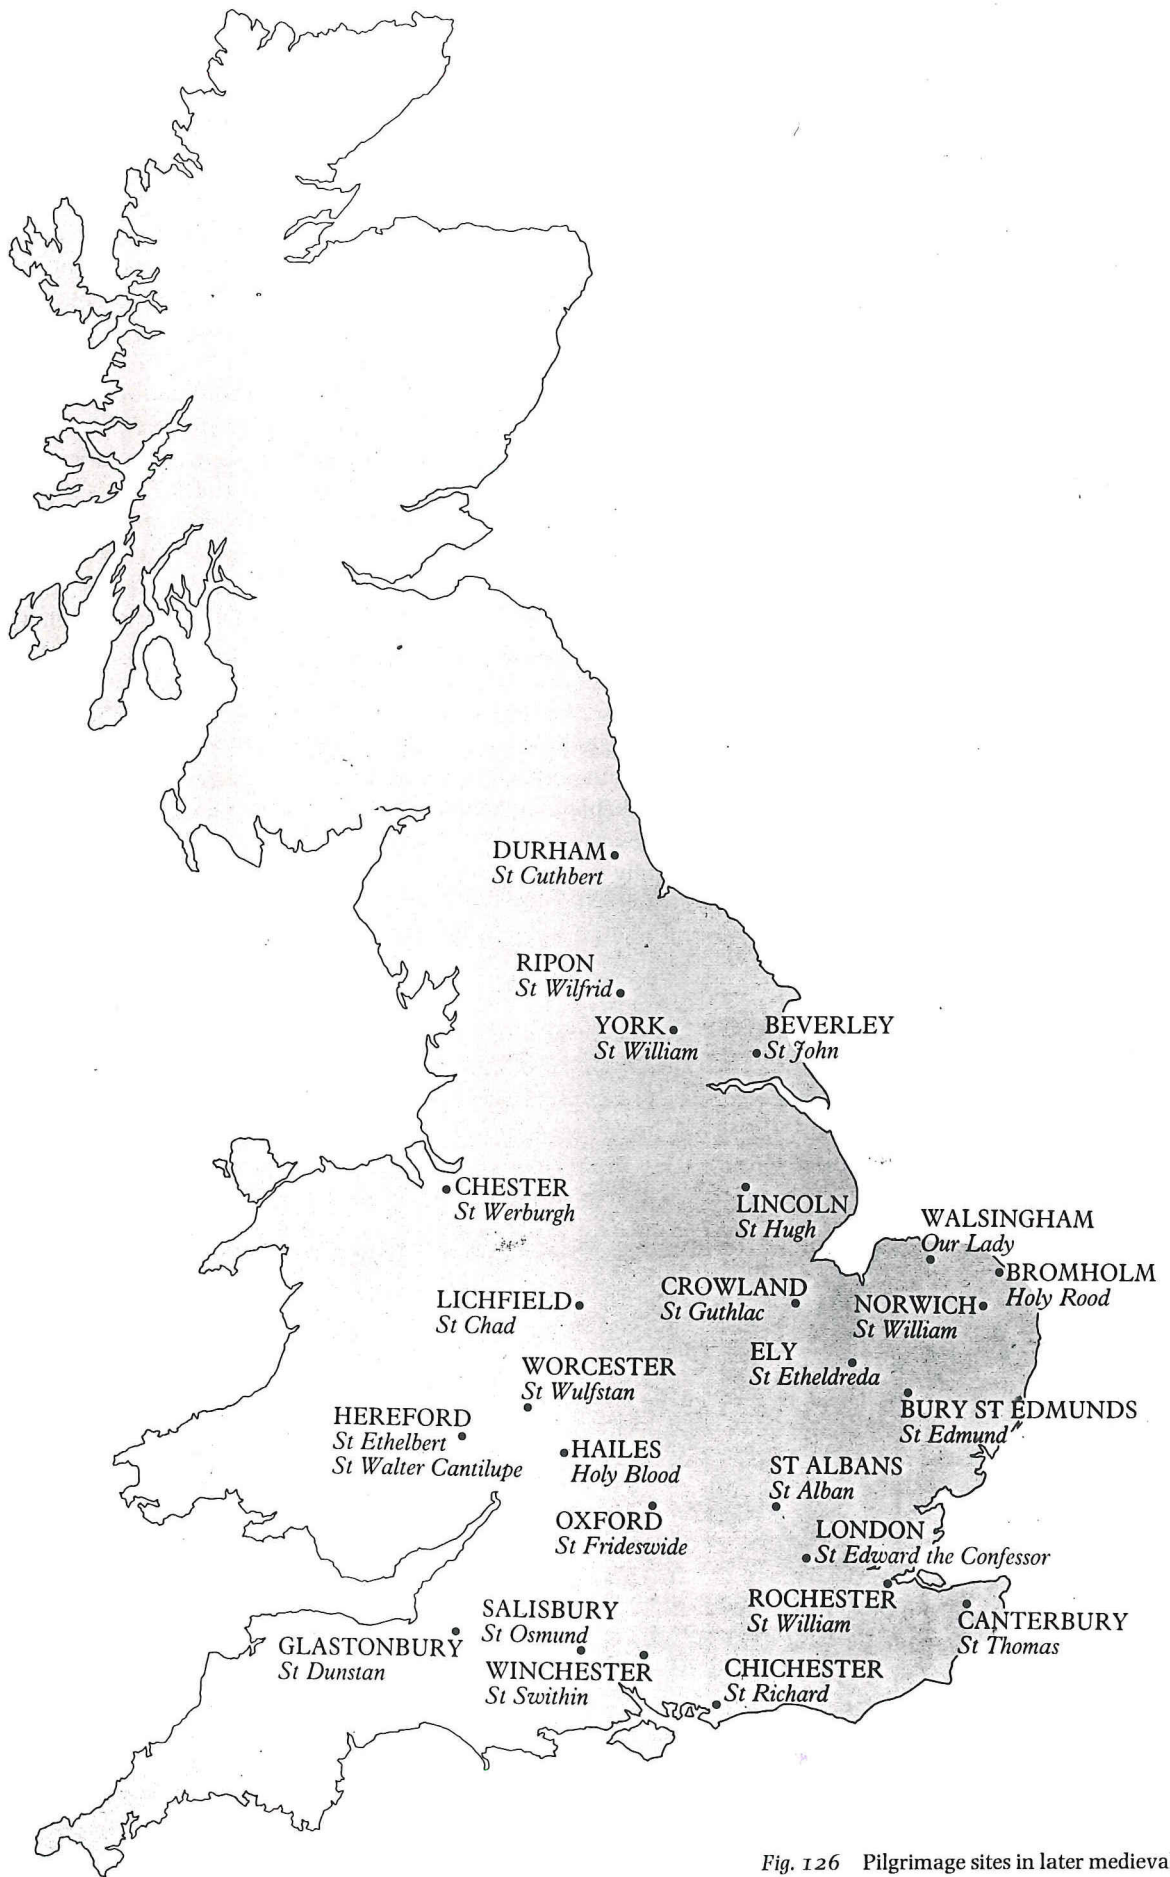 DURHAM
St Cuthbert
RIPON
St Wilfrid
YORK
St William
BEVERLEY
St John
CHESTER
St Werburgh
LINCOLN
St Hugh
WALSINGHAM
Our Lady
BROMHOLM
Holy Rood
LICHFIELD
St Chad
CROWLAND
St Guthlac
NORWICH
St William
ELY
St Etheldreda
WORCESTER
St Wulfstan
BURY ST EDMUNDS
St Edmund
HEREFORD
St Ethelbert
St Walter Cantilupe
HAILES
Holy Blood
ST ALBANS
St Alban
OXFORD
St Frideswide
LONDON
St Edward the Confessor
ROCHESTER
St William
CANTERBURY
St Thomas
SALISBURY
St Osmund
GLASTONBURY
St Dunstan
WINCHESTER
St Swithin
CHICHESTER
St Richard
Fig. 126 Pilgrimage sites in later medieva